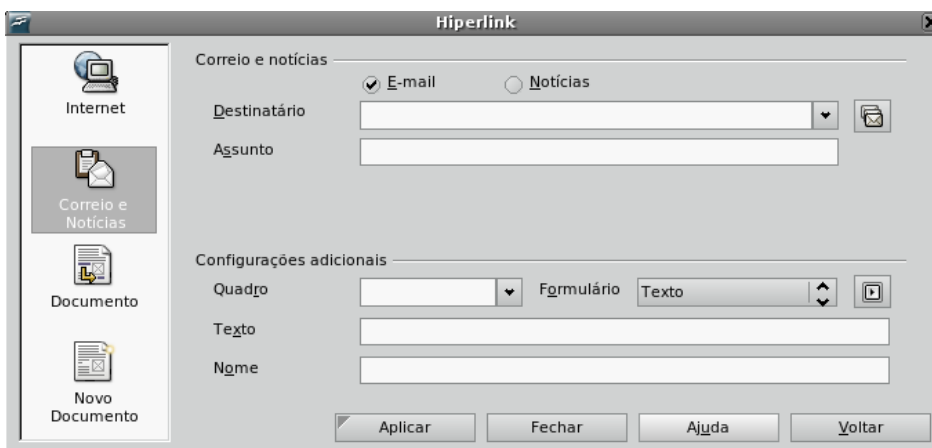 Hiperlink
Internet
Correio e
Notícias
Documento
Novo
Documento
Correio e notícias
E-mail Notícias
Destinatário
Assunto
Configurações adicionais
Quadro Formulário Texto
Texto
Nome
Aplicar Fechar Ajuda Voltar